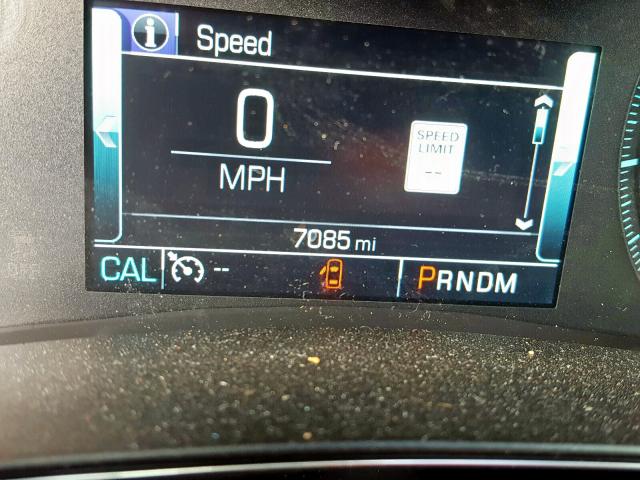 i Speed
0
MPH
SPEED
LIMIT
--
7085 mi
CAL -- PRNDM